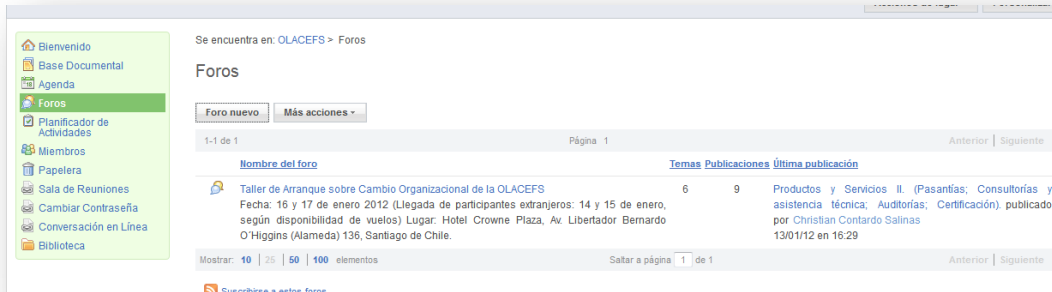 Bienvenido
Base Documental
Agenda
Foros
Planificador de
Actividades
Miembros
Papelera
Sala de Reuniones
Cambiar Contraseña
Conversación en Línea
Biblioteca
Se encuentra en: OLACEFS > Foros
Foros
Foro nuevo Más acciones
1-1 de 1 Página 1 Anterior | Siguiente
Nombre del foro Temas Publicaciones Última publicación
Taller de Arranque sobre Cambio Organizacional de la OLACEFS 6 9 Productos y Servicios II. (Pasantías; Consultorías y
Fecha: 16 y 17 de enero 2012 (Llegada de participantes extranjeros: 14 y 15 de enero, asistencia técnica; Auditorías; Certificación). publicado
según disponibilidad de vuelos) Lugar: Hotel Crowne Plaza, Av. Libertador Bernardo por Christian Contardo Salinas
O´Higgins (Alameda) 136, Santiago de Chile. 13/01/12 en 16:29
Mostrar: 10 | 25 | 50 | 100 elementos Saltar a página 1 de 1 Anterior | Siguiente
Suscribirse a estos foros